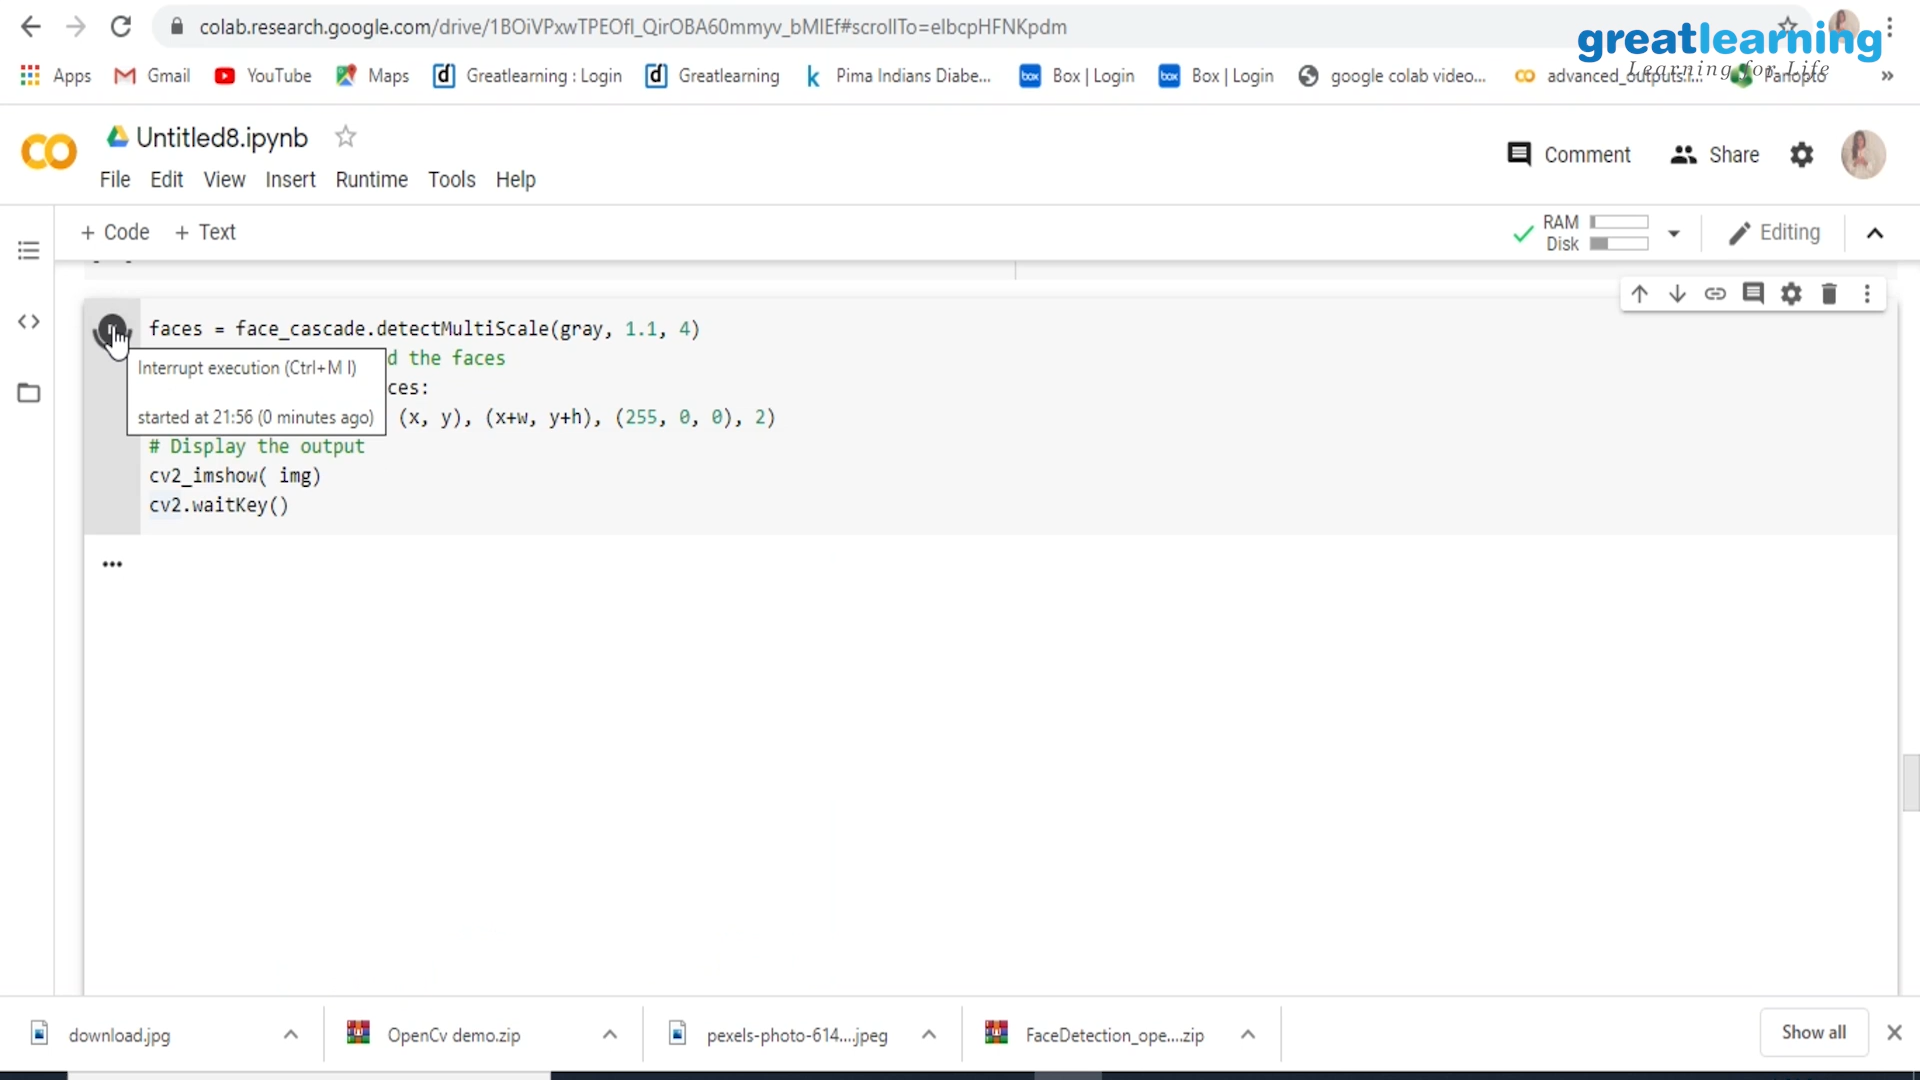 colab.research.google.com/drive/1BOiVPxwTPEOfl_QirOBA60mmyv_bMlEf#scrollTo=elbcpHFNKpdm
greatlearning
Learning for Life
Apps Gmail YouTube Maps Greatlearning : Login Greatlearning Pima Indians Diabe... Box | Login Box | Login google colab video... advanced_outputs.i... Panopto »
Untitled8.ipynb
Comment Share
File Edit View Insert Runtime Tools Help
+ Code + Text
RAM
Disk
Editing
faces = face_cascade.detectMultiScale(gray, 1.1, 4)
d the faces
Interrupt execution (Ctrl+M I)
ces:
started at 21:56 (0 minutes ago)
(x, y), (x+w, y+h), (255, 0, 0), 2)
# Display the output
cv2_imshow( img)
cv2.waitKey()
download.jpg OpenCv demo.zip pexels-photo-614....jpeg FaceDetection_ope....zip Show all